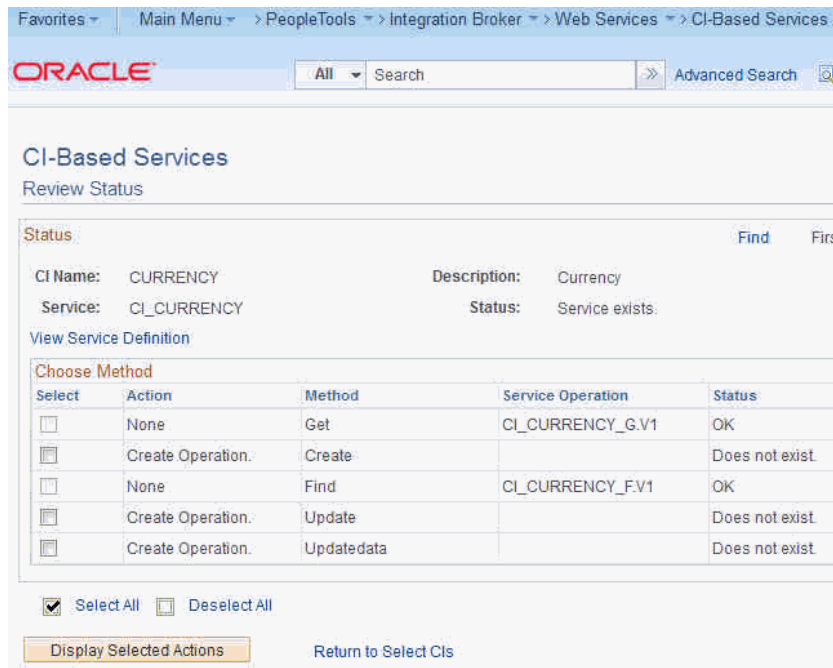 Favorites Main Menu > PeopleTools > Integration Broker > Web Services > CI-Based Services
ORACLE All Search Advanced Search
CI-Based Services
Review Status
Status Find
CI Name: CURRENCY Description: Currency
Service: CI_CURRENCY Status: Service exists.
View Service Definition
Choose Method
Select Action Method Service Operation Status
None Get CI_CURRENCY_G.V1 OK
Create Operation. Create Does not exist.
None Find CI_CURRENCY_F.V1 OK
Create Operation. Update Does not exist.
Create Operation. Updatedata Does not exist.
Select All Deselect All
Display Selected Actions Return to Select CIs